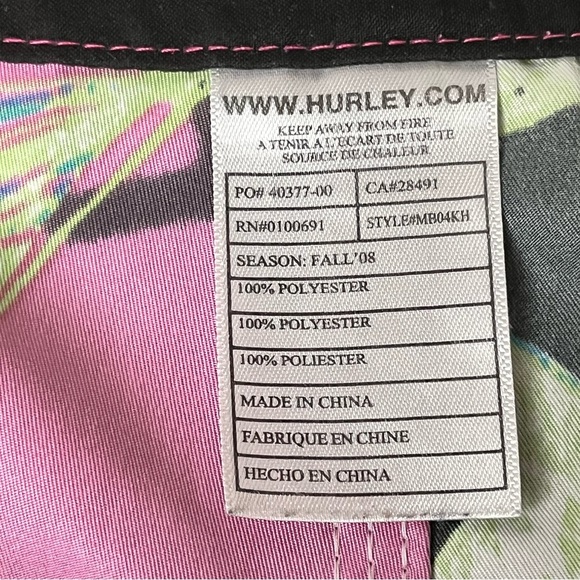 WWW.HURLEY.COM
KEEP AWAY FROM FIRE
A TENIR A L'ECART DE TOUTE
SOURCE DE CHALEUR
PO# 40377-00 CA#28491
RN#0100691 STYLE#MB04KH
SEASON: FALL'08
100% POLYESTER
100% POLYESTER
100% POLIESTER
MADE IN CHINA
FABRIQUE EN CHINE
HECHO EN CHINA